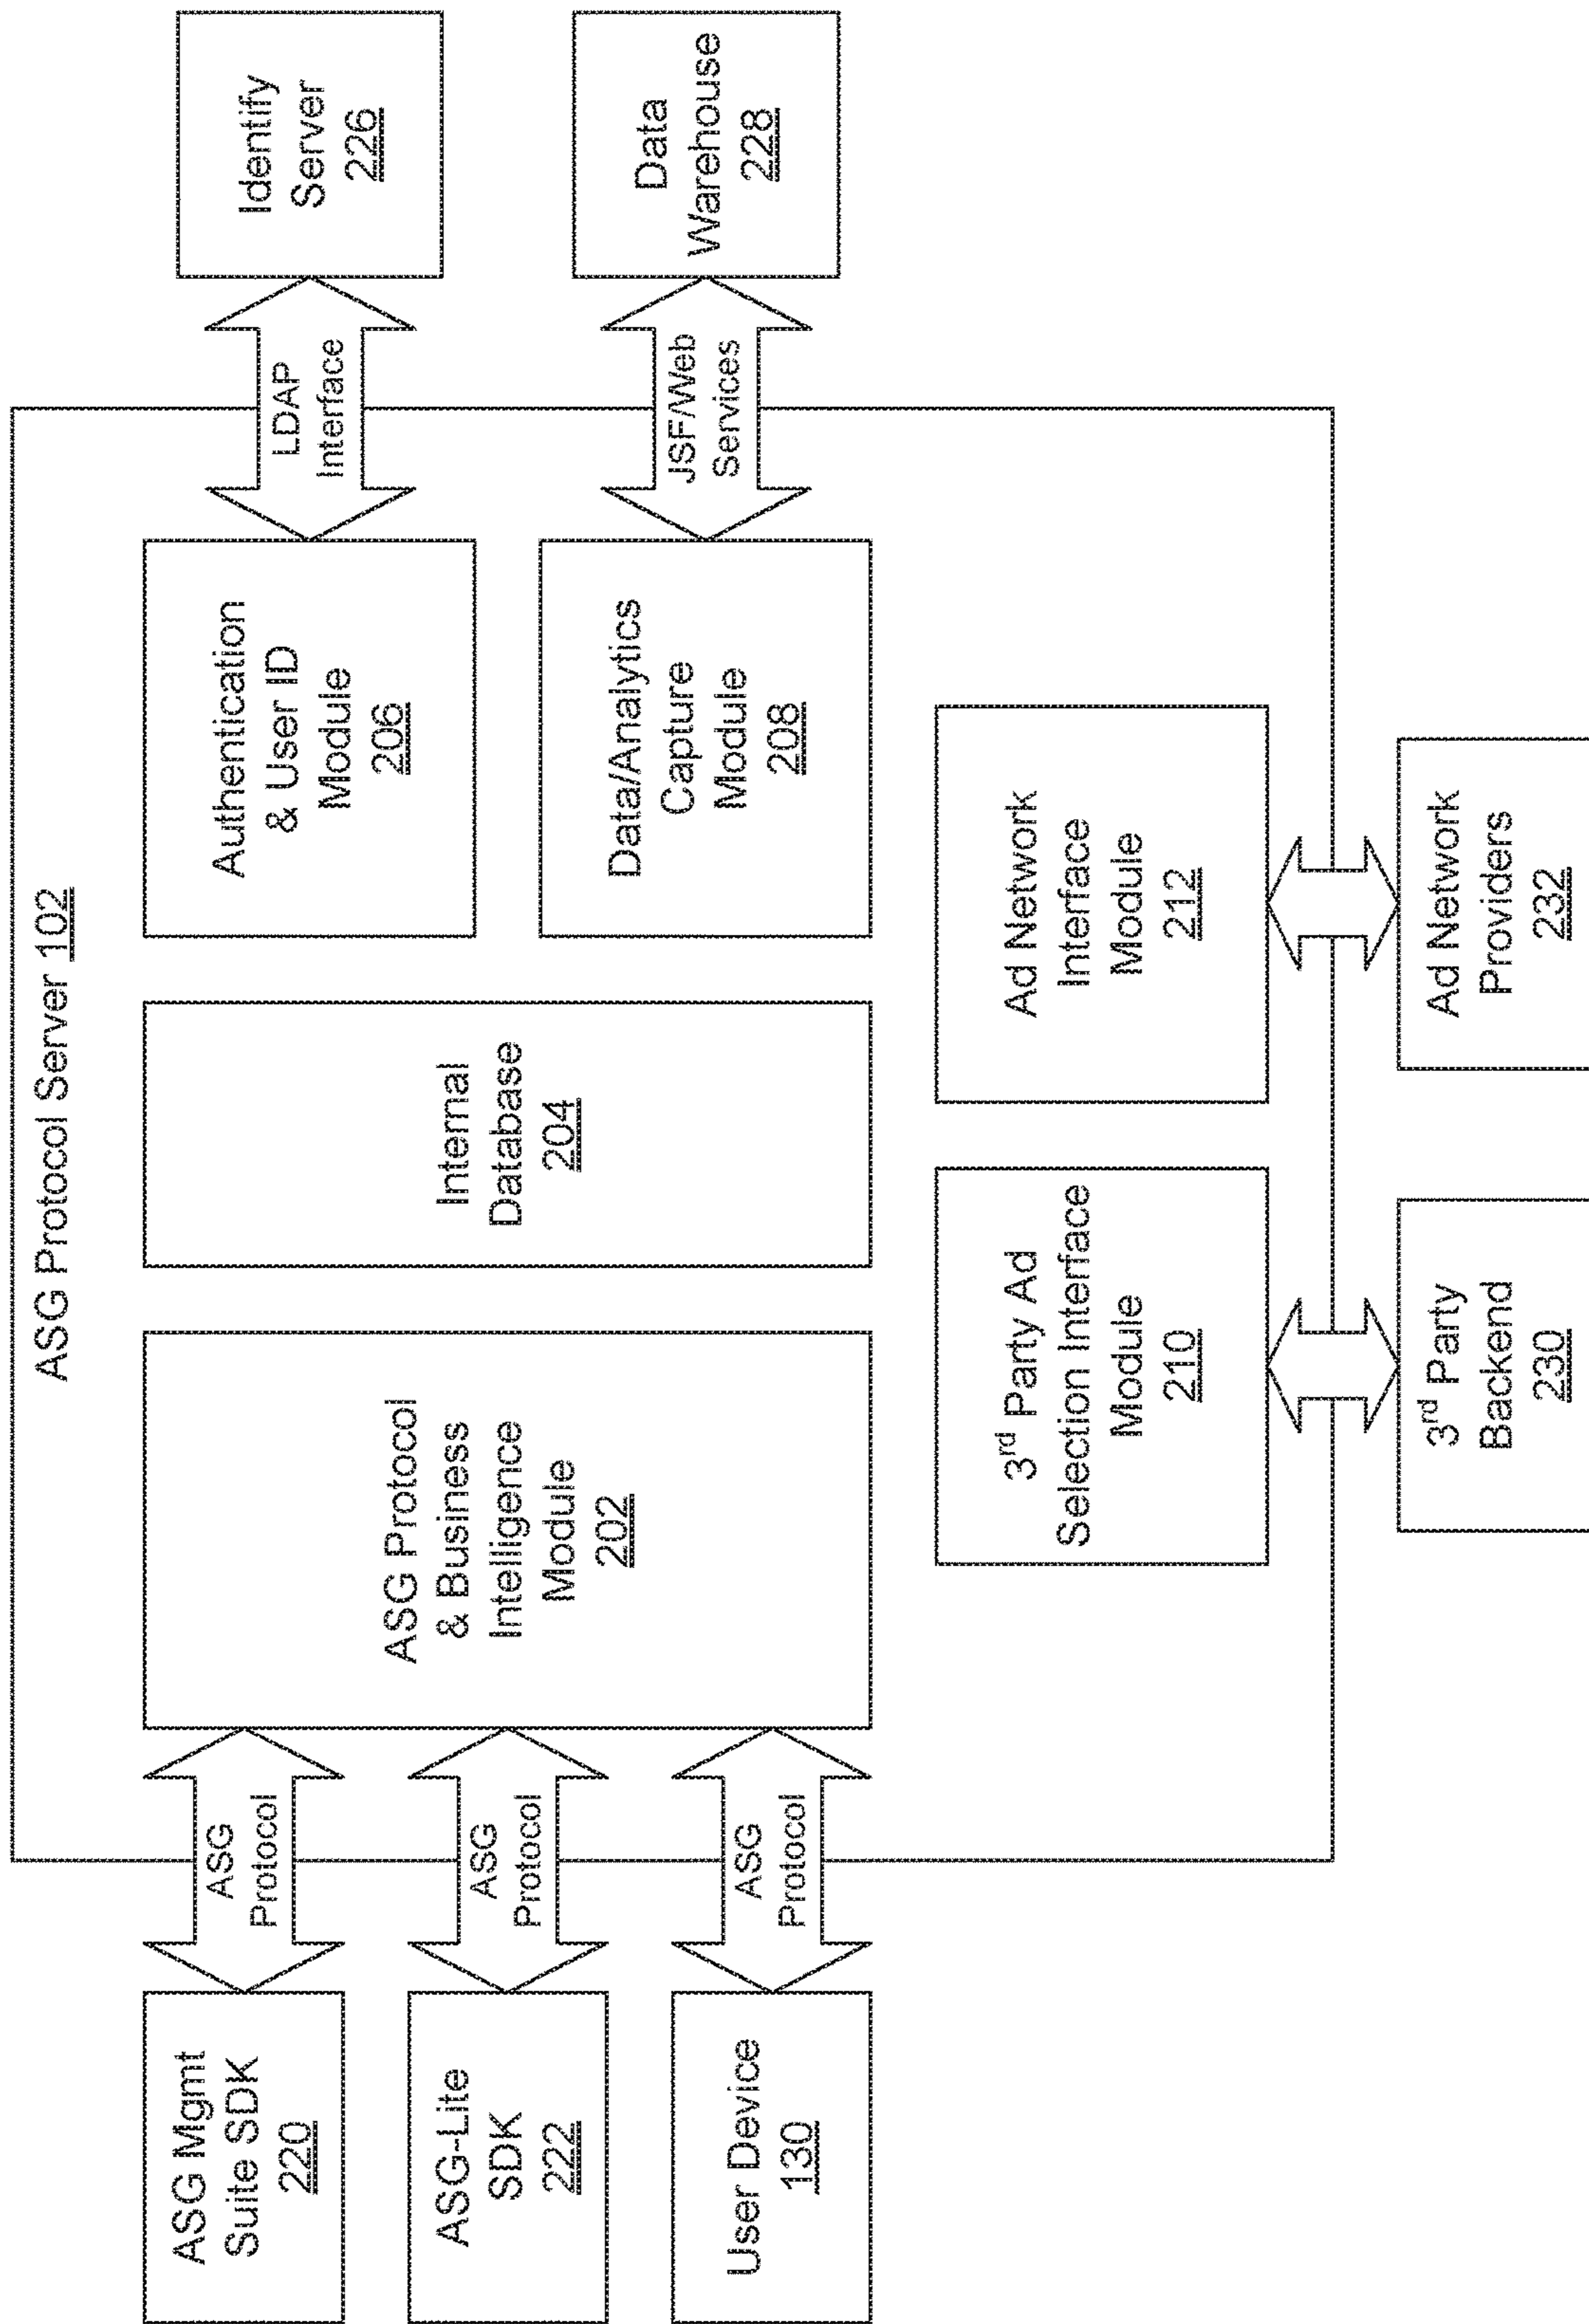 ASG Protocol Server 102
ASG Mgmt
Suite SDK
220
ASG
Protocol
ASG-Lite
SDK
222
ASG
Protocol
User Device
130
ASG
Protocol
ASG Protocol
& Business
Intelligence
Module
202
Internal
Database
204
Authentication
& User ID
Module
206
LDAP
Interface
Identify
Server
226
Data/Analytics
Capture
Module
208
JSF/Web
Services
Data
Warehouse
228
3rd Party Ad
Selection Interface
Module
210
Ad Network
Interface
Module
212
3rd Party
Backend
230
Ad Network
Providers
232